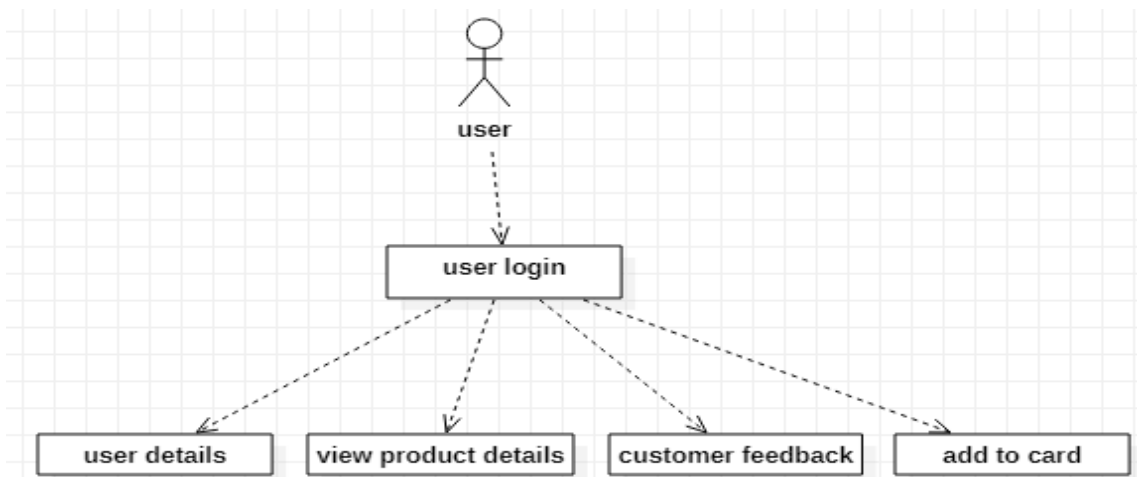 user
user login
user details
view product details
customer feedback
add to card